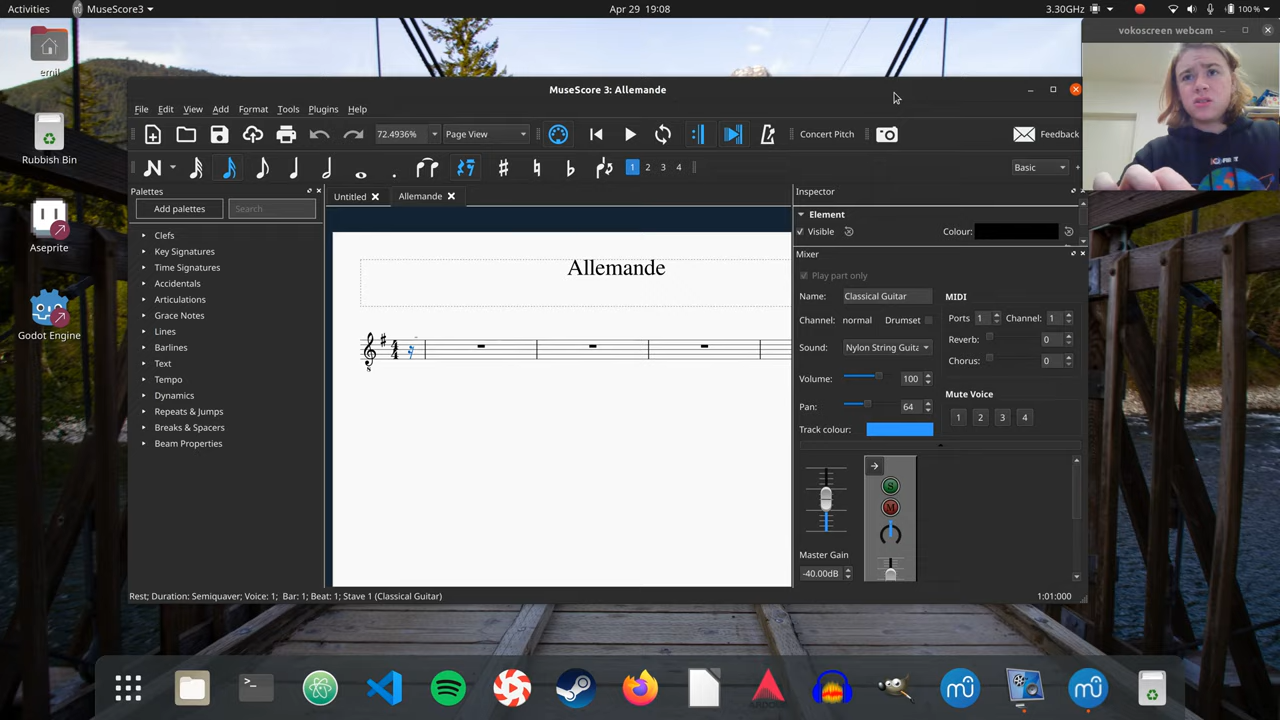 Activities
MuseScore3
Apr 29 19:08
3.30GHz
100%
vokoscreen webcam
emil
Rubbish Bin
Aseprite
Godot Engine
MuseScore 3: Allemande
File Edit View Add Format Tools Plugins Help
72.4936%
Page View
Concert Pitch
Feedback
1 2 3 4
Basic
Palettes
Add palettes
Search
Clefs
Key Signatures
Time Signatures
Accidentals
Articulations
Grace Notes
Lines
Barlines
Text
Tempo
Dynamics
Repeats & Jumps
Breaks & Spacers
Beam Properties
Untitled
Allemande
Allemande
4
4
8
Inspector
Element
Visible
Colour:
Mixer
Play part only
Name: Classical Guitar
MIDI
Channel: normal Drumset
Ports 1 Channel: 1
Sound: Nylon String Guita
Reverb: 0
Chorus: 0
Volume: 100
Mute Voice
Pan: 64
1 2 3 4
Track colour:
S
M
Master Gain
-40.00dB
Rest; Duration: Semiquaver; Voice: 1; Bar: 1; Beat: 1; Stave 1 (Classical Guitar)
1:01:000
ARDOUR